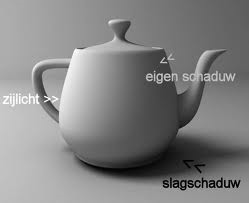 <<
eigen schaduw
zijlicht >>
<<
slagschaduw